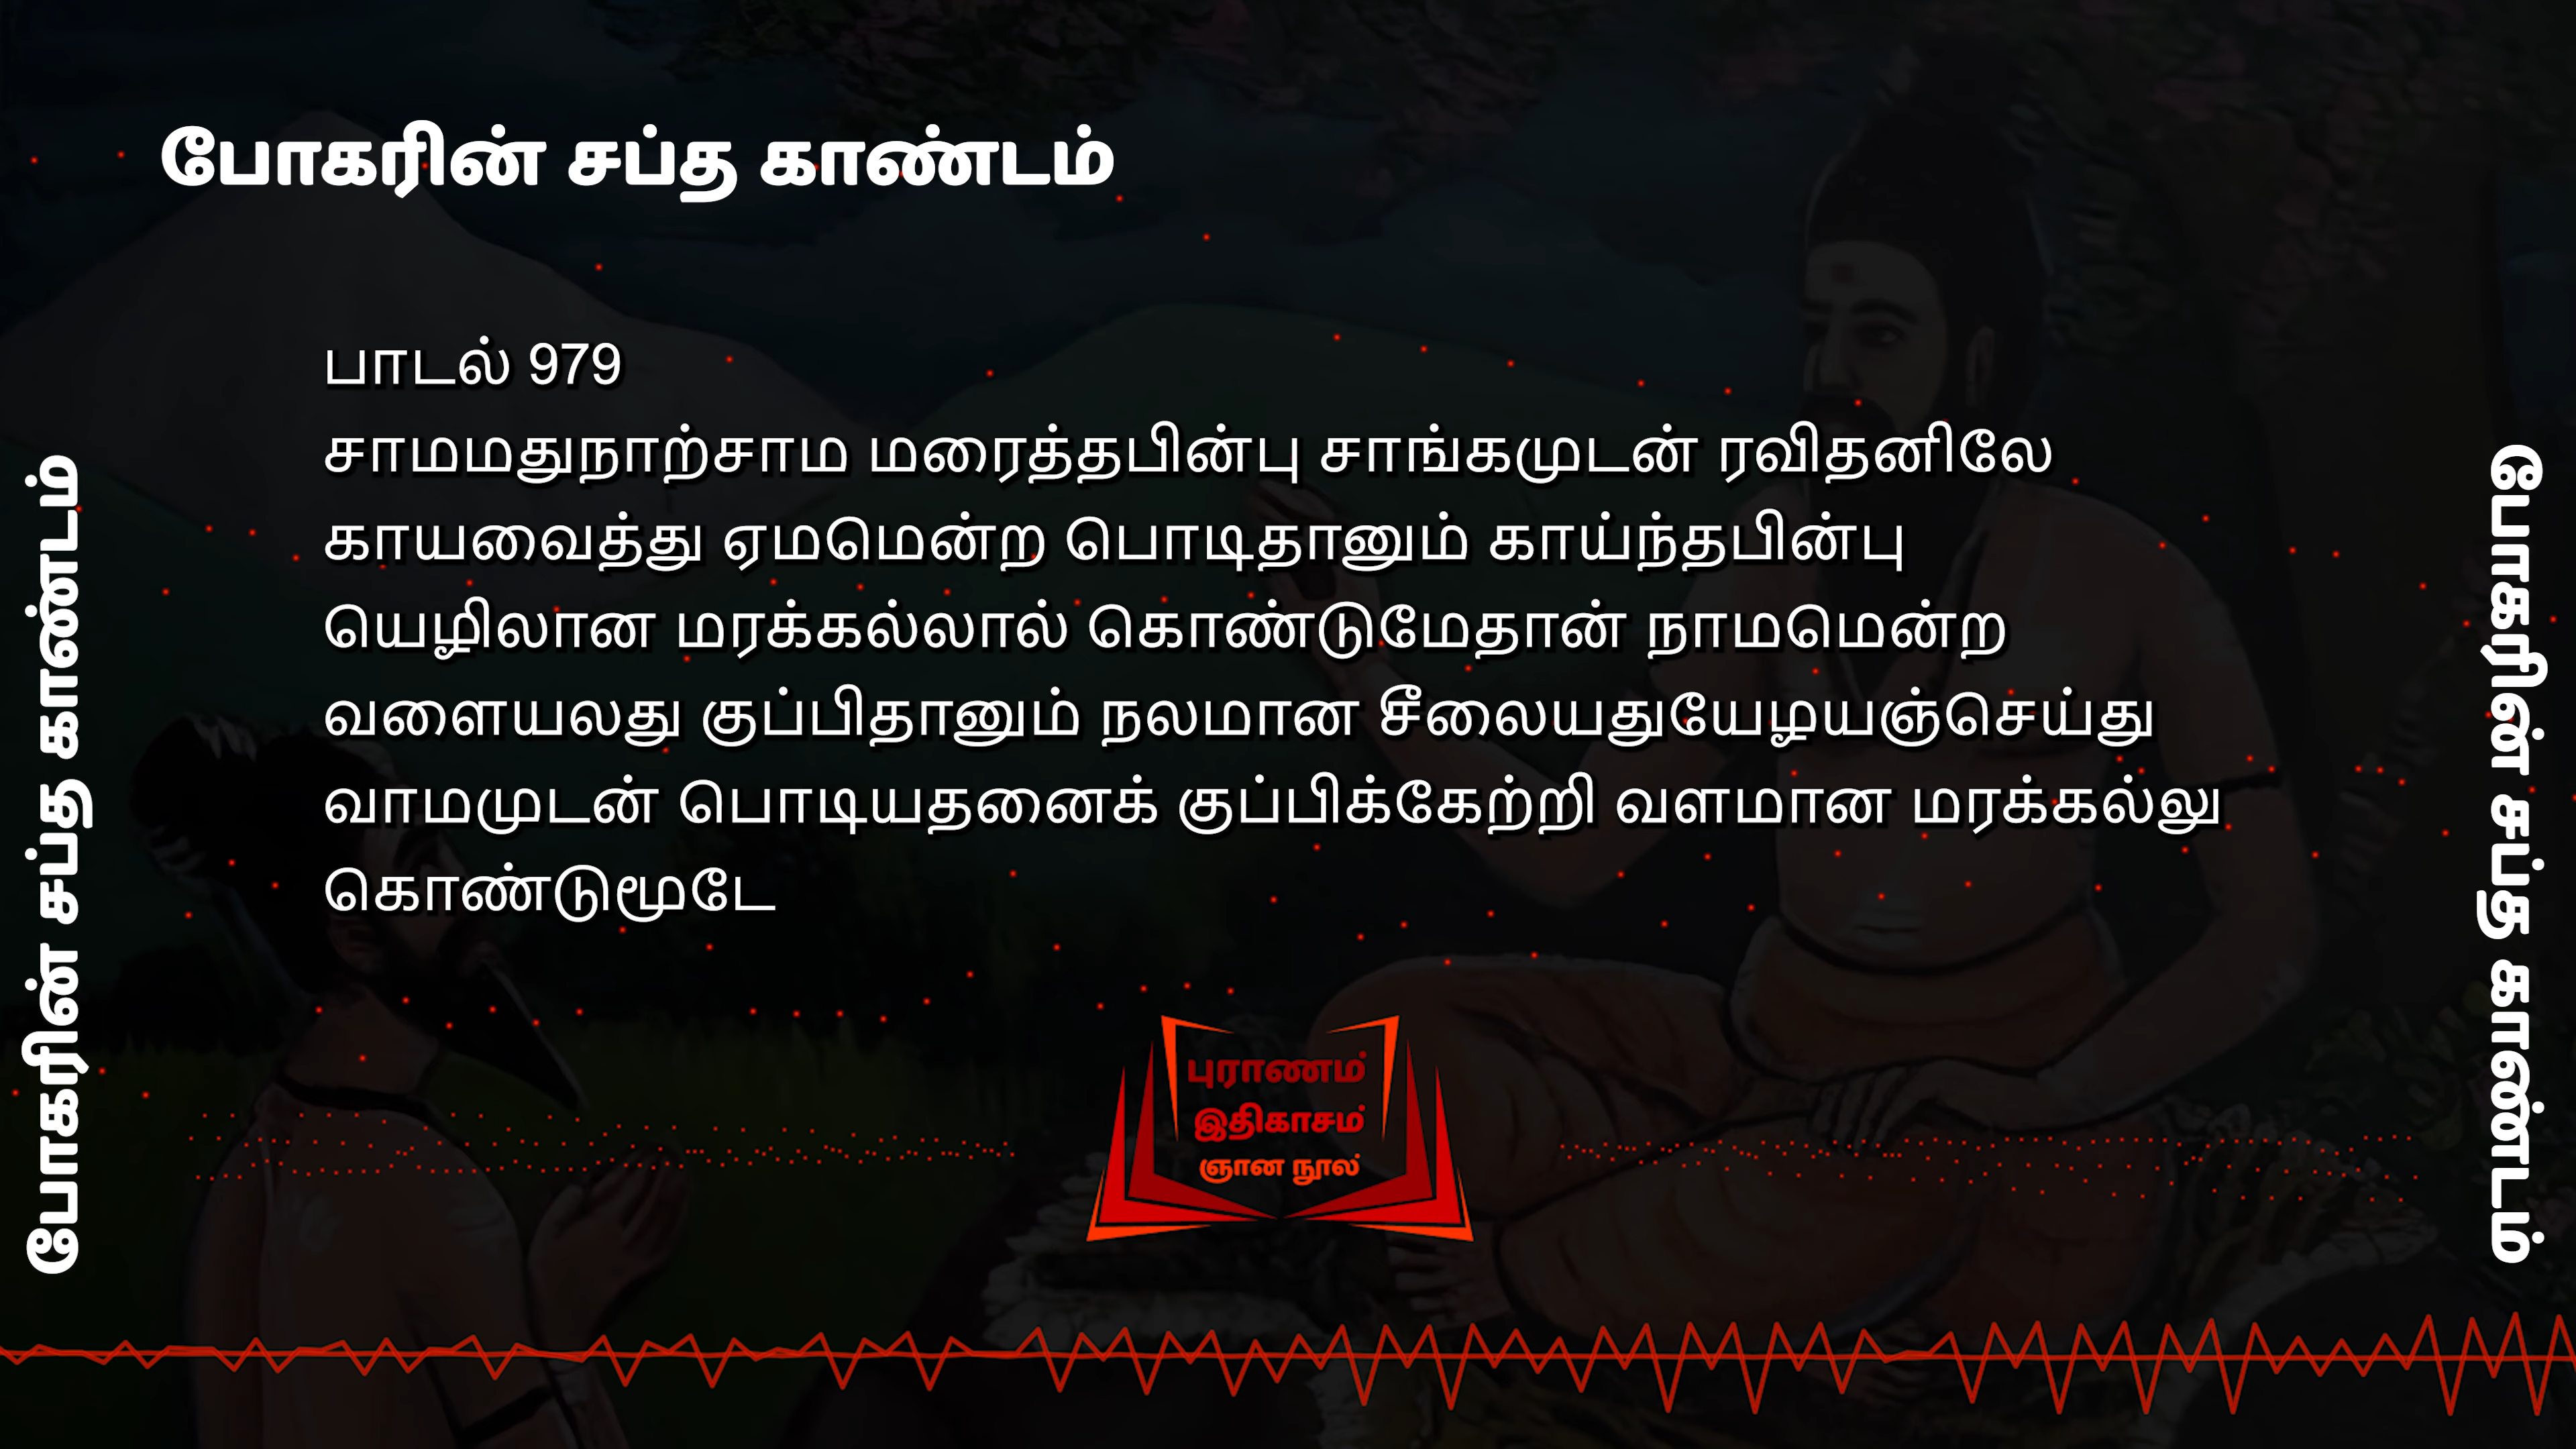 போகரின் சப்த காண்டம்
பாடல் 979
சாமமதுநாற்சாம மரைத்தபின்பு சாங்கமுடன் ரவிதனிலே
காயவைத்து ஏமமென்ற பொடிதானும் காய்ந்தபின்பு
யெழிலான மரக்கல்லால் கொண்டுமேதான் நாமமென்ற
வளையலது குப்பிதானும் நலமான சீலையதுயேழயஞ்செய்து
வாமமுடன் பொடியதனைக் குப்பிக்கேற்றி வளமான மரக்கல்லு
கொண்டுமூடே
போகரின் சப்த காண்டம்
போகரின் சப்த காண்டம்
புராணம்
இதிகாசம்
ஞான நூல்